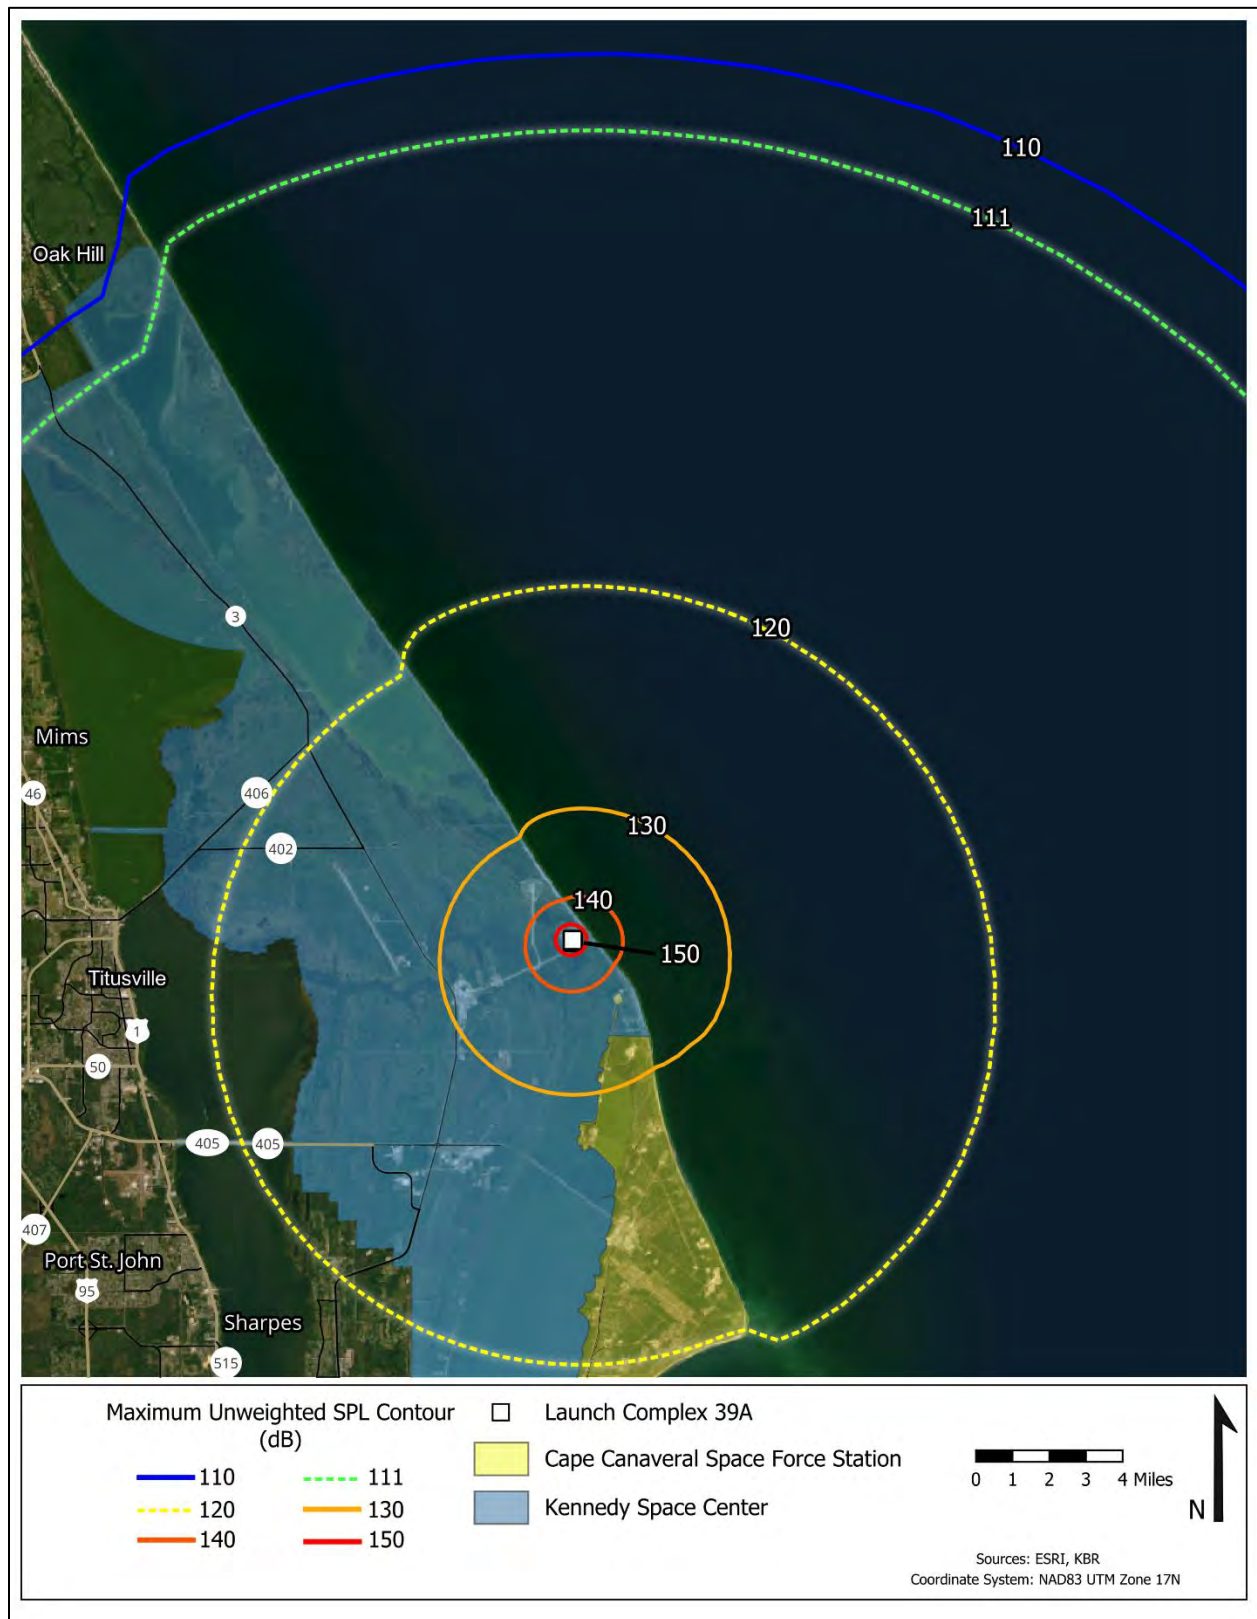 110
111
Oak Hill
3
120
Mims
46
406
402
130
140
150
Titusville
1
50
405
405
407
Port St. John
95
Sharpes
515
Maximum Unweighted SPL Contour
(dB)
110
111
120
130
140
150
Launch Complex 39A
Cape Canaveral Space Force Station
Kennedy Space Center
0 1 2 3 4 Miles
N
Sources: ESRI, KBR
Coordinate System: NAD83 UTM Zone 17N